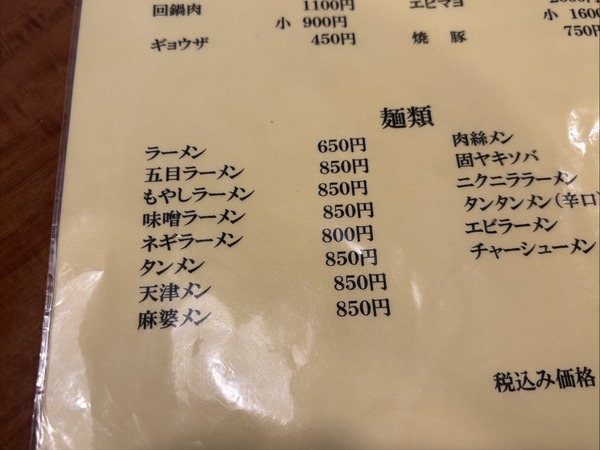 回鍋肉 1100円
小 900円
ギョウザ 450円
エビマヨ
小 1600
焼 豚 750円
麺類
ラーメン 650円
五目ラーメン 850円
もやしラーメン 850円
味噌ラーメン 850円
ネギラーメン 800円
タンメン 850円
天津メン 850円
麻婆メン 850円
肉絲メン
固ヤキソバ
ニクニララーメン
タンタンメン(辛口)
エビラーメン
チャーシューメン
税込み価格